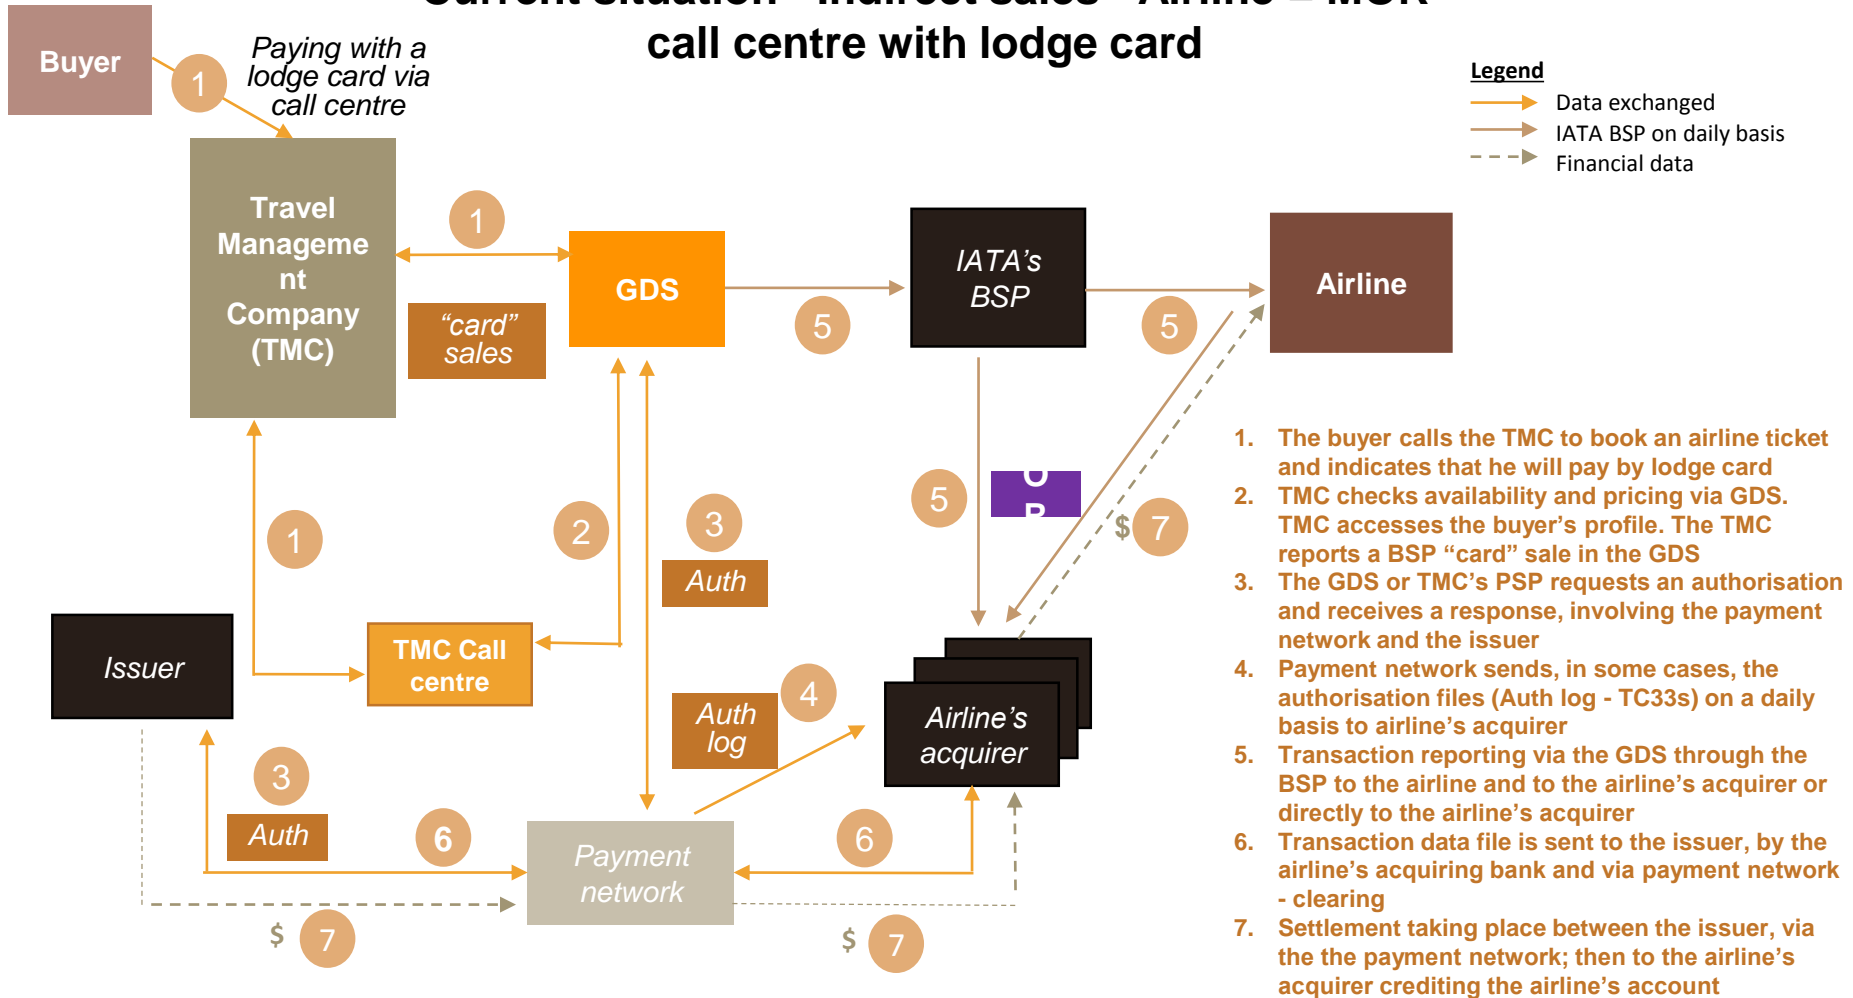 Current situation - Indirect sales - Airline = MOR
call centre with lodge card
Buyer
1
Paying with a
lodge card via
call centre
Legend
Data exchanged
IATA BSP on daily basis
Financial data
Travel
Manageme
nt
Company
(TMC)
1
"card"
sales
GDS
5
IATA's
BSP
5
Airline
1
2
3
Auth
5
O
R
$ 7
Issuer
TMC Call
centre
Auth
log
4
Airline's
acquirer
3
Auth
6
Payment
network
6
$ 7
$ 7
1. The buyer calls the TMC to book an airline ticket
and indicates that he will pay by lodge card
2. TMC checks availability and pricing via GDS.
TMC accesses the buyer's profile. The TMC
reports a BSP “card” sale in the GDS
3. The GDS or TMC's PSP requests an authorisation
and receives a response, involving the payment
network and the issuer
4. Payment network sends, in some cases, the
authorisation files (Auth log - TC33s) on a daily
basis to airline's acquirer
5. Transaction reporting via the GDS through the
BSP to the airline and to the airline's acquirer or
directly to the airline's acquirer
6. Transaction data file is sent to the issuer, by the
airline's acquiring bank and via payment network
- clearing
7. Settlement taking place between the issuer, via
the the payment network; then to the airline's
acquirer crediting the airline's account